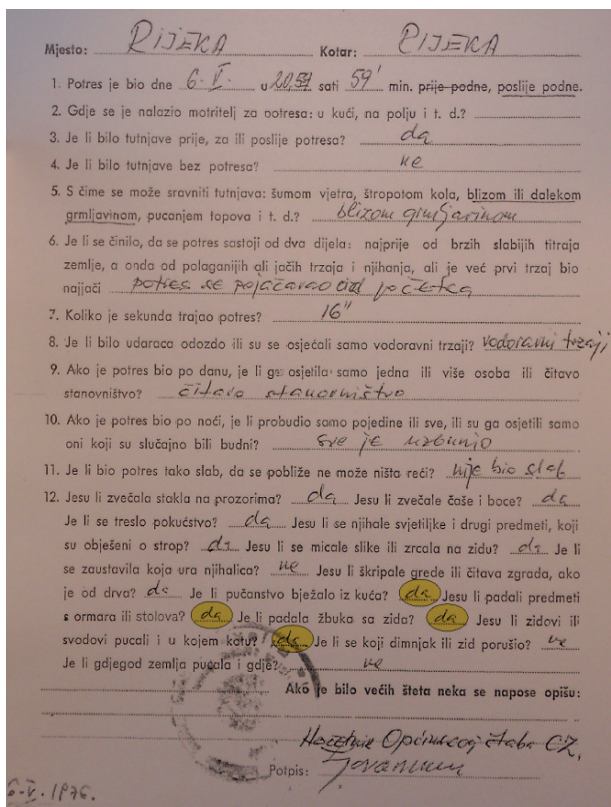 Mjesto: RIJEKA Kotar: RIJEKA
1. Potres je bio dne 6. V. u 20,59 sati 59' min. prije podne, poslije podne.
2. Gdje se je nalazio motritelj za potresa: u kući, na polju i t. d.?
3. Je li bilo tutnjave prije, za ili poslije potresa? da
4. Je li bilo tutnjave bez potresa? ne
5. S čime se može sravniti tutnjava: šumom vjetra, štropotom kola, blizom ili dalekom
grmljavinom, pucanjem topova i t. d.? blizom grmljavinom
6. Je li se činilo, da se potres sastoji od dva dijela: najprije od brzih slabijih titraja
zemlje, a onda od polaganijih ali jačih trzaja i njihanja, ali je već prvi trzaj bio
najjači potres se pojačavao od početka
7. Koliko je sekunda trajao potres? 16"
8. Je li bilo udaraca odozdo ili su se osjećali samo vodoravni trzaji? vodoravni trzaji
9. Ako je potres bio po danu, je li ga osjetila samo jedna ili više osoba ili čitavo
stanovništvo? čitavo stanovništvo
10. Ako je potres bio po noći, je li probudio samo pojedine ili sve, ili su ga osjetili samo
oni koji su slučajno bili budni? sve je uzbunio
11. Je li bio potres tako slab, da se pobliže ne može ništa reći? nije bio slab
12. Jesu li zvečala stakla na prozorima? da Jesu li zvečale čaše i boce? da
Je li se treslo pokućstvo? da Jesu li se njihale svjetiljke i drugi predmeti, koji
su obješeni o strop? da Jesu li se micale slike ili zrcala na zidu? da Je li
se zaustavila koja ura njihalica? ne Jesu li škripale grede ili čitava zgrada, ako
je od drva? da Je li pučanstvo bježalo iz kuća? da Jesu li padali predmeti
s ormara ili stolova? da Je li padala žbuka sa zida? da Jesu li zidovi ili
svodovi pucali i u kojem katu? da Je li se koji dimnjak ili zid porušio? ne
Je li gdjegod zemlja pucala i gdje? ne
Ako je bilo većih šteta neka se napose opišu:
Općinskog štaba CZ.
Potpis:
6. V. 1976.